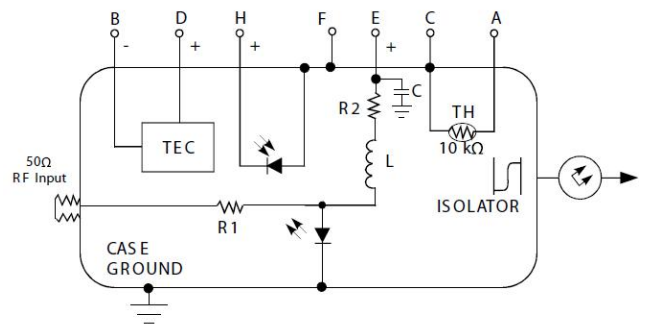 B D H F E C A
- + + +
R2 C
TH
10 kΩ
TEC
L
50Ω
RF Input
ISOLATOR
R1
CASE
GROUND